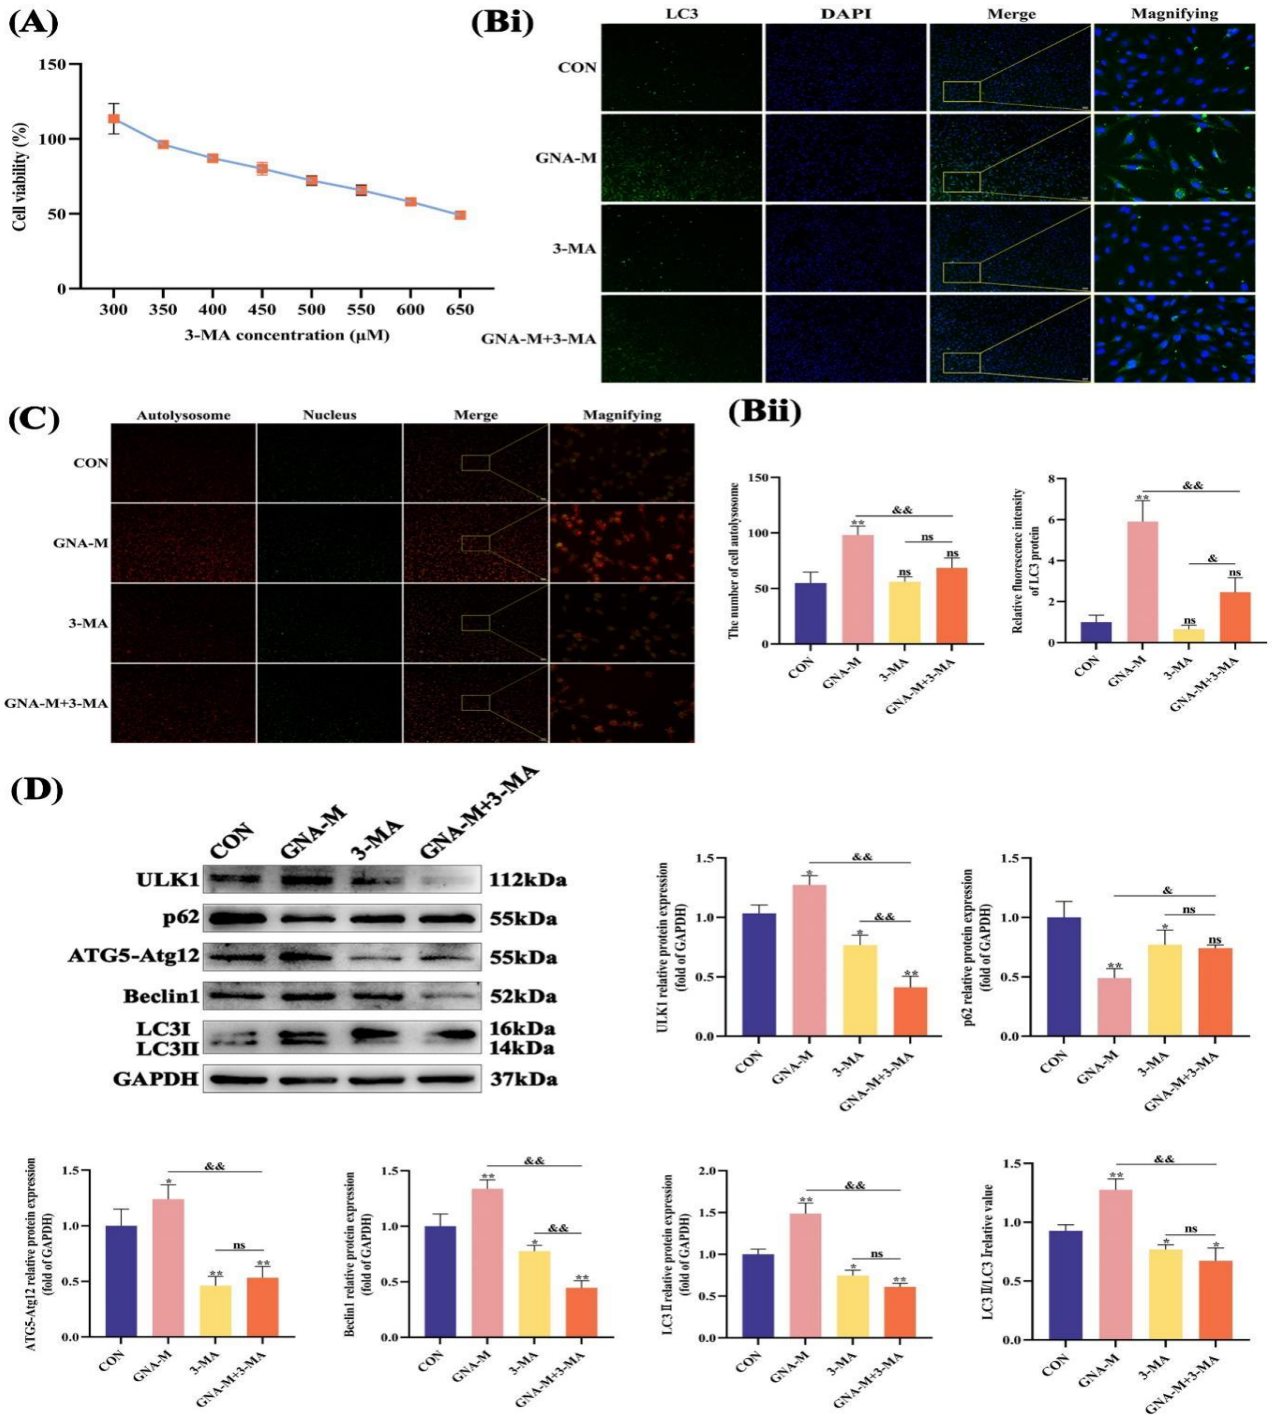 (A)
150
100
50
0
Cell viability (%)
300 350 400 450 500 550 600 650
3-MA concentration (μM)
(Bi)
LC3 DAPI Merge Magnifying
CON
GNA-M
3-MA
GNA-M+3-MA
(C)
Autolysosome Nucleus Merge Magnifying
CON
GNA-M
3-MA
GNA-M+3-MA
(Bii)
The number of cell autolysosome
150
100
50
0
&&
**
ns
ns
ns
CON GNA-M 3-MA GNA-M+3-MA
Relative fluorescence intensity
of LC3 protein
8
6
4
2
0
&&
**
&
ns
ns
CON GNA-M 3-MA GNA-M+3-MA
(D)
CON GNA-M 3-MA GNA-M+3-MA
ULK1 112kDa
p62 55kDa
ATG5-Atg12 55kDa
Beclin1 52kDa
LC3I 16kDa
LC3II 14kDa
GAPDH 37kDa
ULK1 relative protein expression
(fold of GAPDH)
1.5
1.0
0.5
0.0
&&
*
&&
*
**
CON GNA-M 3-MA GNA-M+3-MA
p62 relative protein expression
(fold of GAPDH)
1.5
1.0
0.5
0.0
&
ns
*
ns
**
CON GNA-M 3-MA GNA-M+3-MA
ATG5-Atg12 relative protein expression
(fold of GAPDH)
1.5
1.0
0.5
0.0
&&
*
ns
**
**
CON GNA-M 3-MA GNA-M+3-MA
Beclin1 relative protein expression
(fold of GAPDH)
1.5
1.0
0.5
0.0
&&
**
&&
*
**
CON GNA-M 3-MA GNA-M+3-MA
LC3 II relative protein expression
(fold of GAPDH)
2.0
1.5
1.0
0.5
0.0
&&
**
ns
*
**
CON GNA-M 3-MA GNA-M+3-MA
LC3 II/LC3 Irelative value
1.5
1.0
0.5
0.0
&&
**
ns
*
*
CON GNA-M 3-MA GNA-M+3-MA